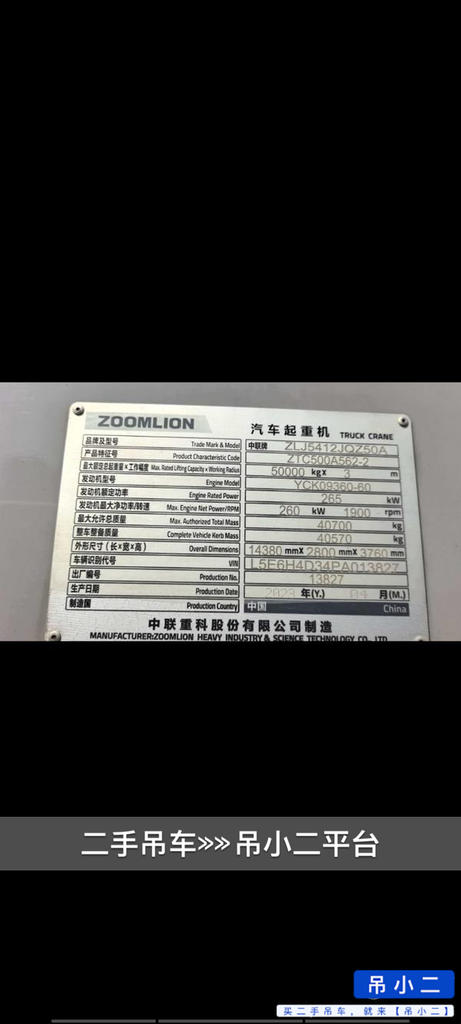 ZOOMLION
汽车起重机 TRUCK CRANE
品牌及型号 Trade Mark & Model 中联牌 ZLJ5412JQZ50A
产品特征号 Product Characteristic Code ZTC500A562-2
最大额定总起重量×工作幅度 Max. Rated Lifting Capacity × Working Radius 50000 kg× 3 m
发动机型号 Engine Model YCK09360-60
发动机额定功率 Engine Rated Power 265 kW
发动机最大净功率/转速 Max. Engine Net Power/RPM 260 kW 1900 rpm
最大允许总质量 Max. Authorized Total Mass 40700 kg
整车整备质量 Complete Vehicle Kerb Mass 40570 kg
外形尺寸（长×宽×高） Overall Dimensions 14380 mm× 2800 mm× 3760 mm
车辆识别代号 VIN L5E6H4D34PA013827
出厂编号 Production No. 13827
生产日期 Production Date 2023 年(Y.) 04 月(M.)
制造国 Production Country 中国 China
中联重科股份有限公司制造
MANUFACTURER:ZOOMLION HEAVY INDUSTRY & SCIENCE TECHNOLOGY CO., LTD.
二手吊车»»吊小二平台
吊小二
买二手吊车，就来【吊小二】